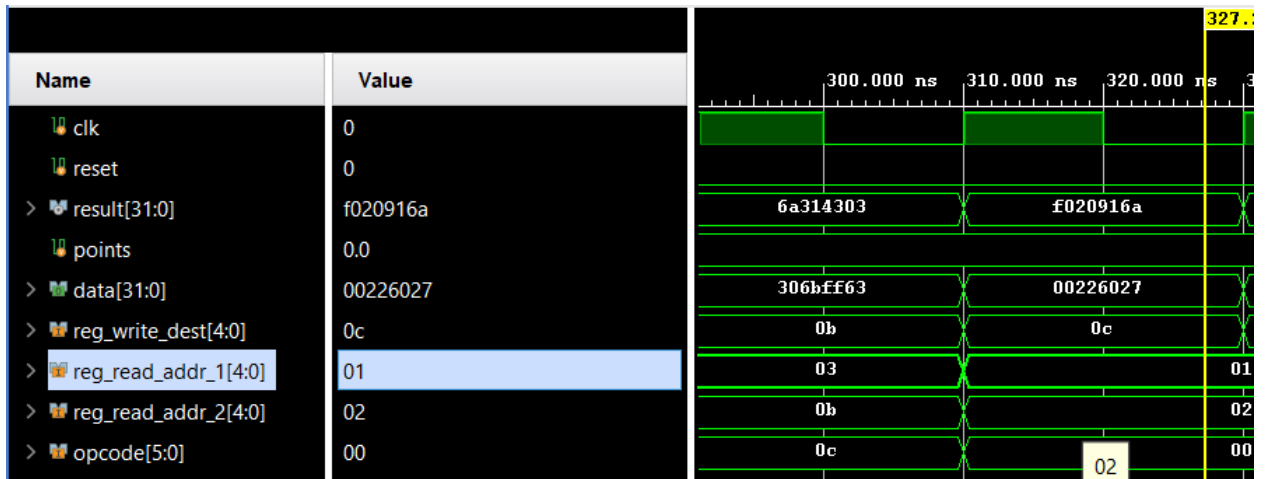 327.
Name Value 300.000 ns 310.000 ns 320.000 ns 3
clk 0
reset 0
result[31:0] f020916a 6a314303 f020916a
points 0.0
data[31:0] 00226027 306bff63 00226027
reg_write_dest[4:0] 0c 0b 0c
reg_read_addr_1[4:0] 01 03 01
reg_read_addr_2[4:0] 02 0b 02
opcode[5:0] 00 0c 00
02